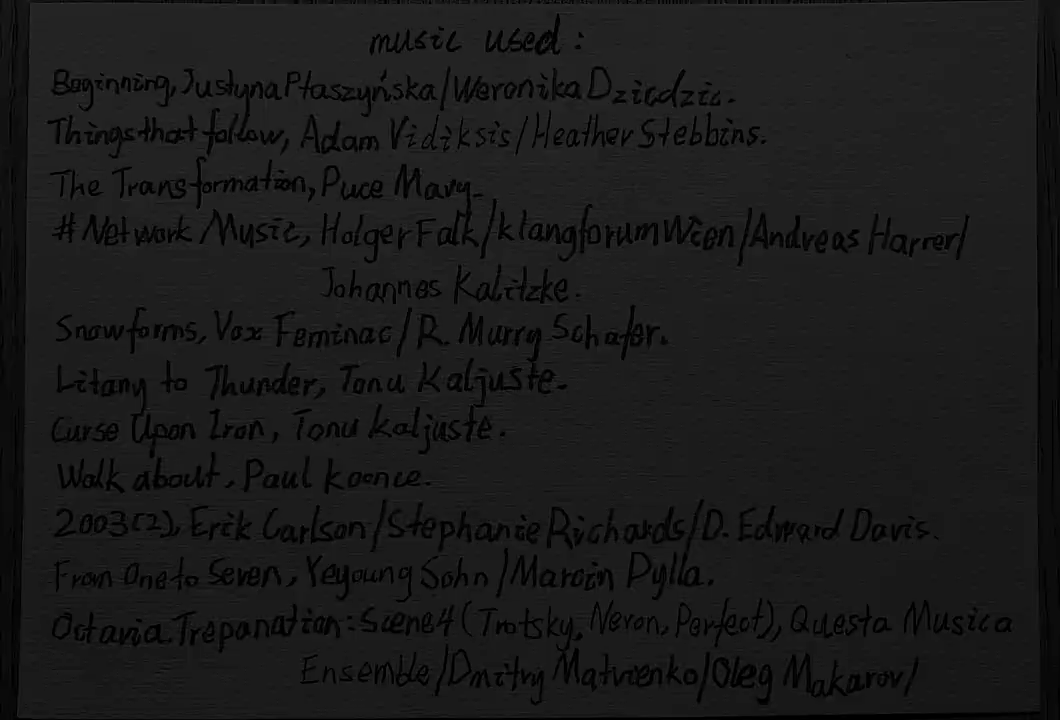 music used:
Beginning, Justyna Płaszyńska/Weronika Dziedzic.
Things that follow, Adam Vidiksis/Heather Stebbins.
The Transformation, Puce Mary.
#Network Music, Holger Falk/klangforum Wien/Andreas Harrer/
Johannes Kalitzke.
Snowforms, Vox Feminae/R. Murry Schafer.
Litany to Thunder, Tonu Kaljuste.
Curse Upon Iron, Tonu kaljuste.
Walk about, Paul koonce.
2003(2), Erik Carlson/Stephanie Richards/D. Edward Davis.
From One to Seven, Yeyoung Sohn/Marcin Pylla.
Octavia.Trepanation:Scene4 (Trotsky, Neron, Perfect), Questa Musica
Ensemble/Dmitry Matvienko/Oleg Makarov/